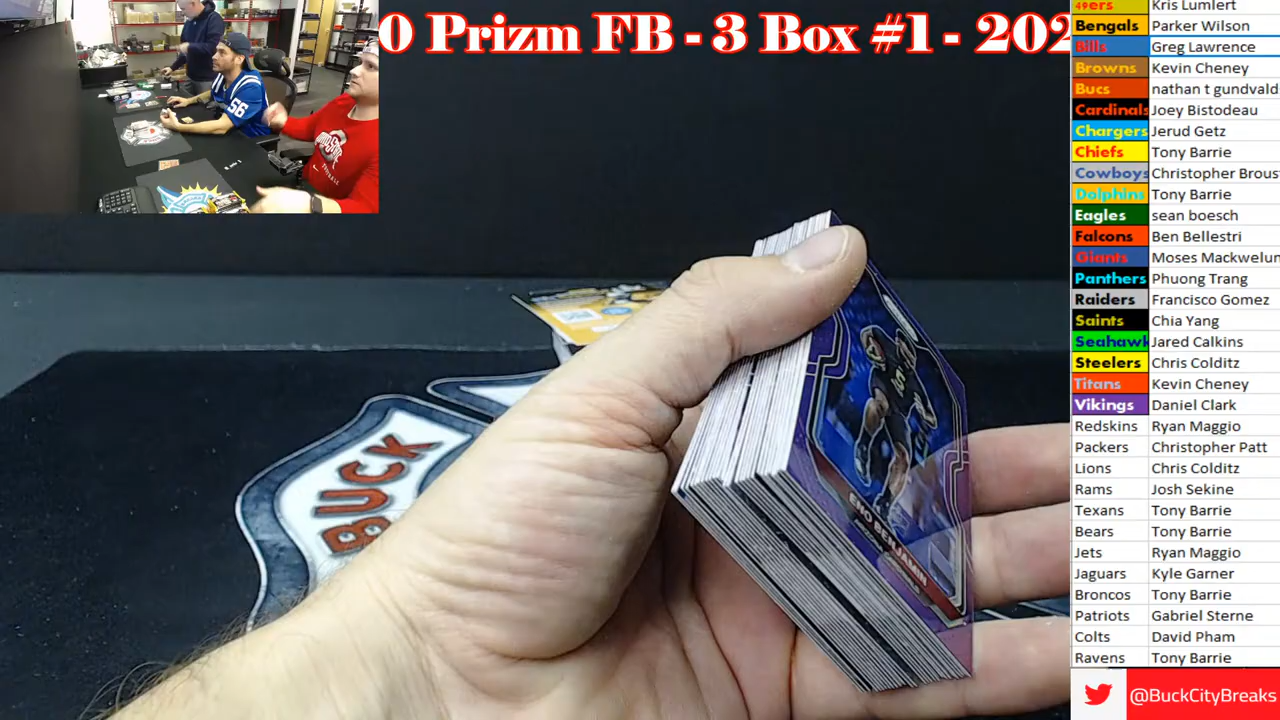 0 Prizm FB - 3 Box #1 - 202
49ers Kris Lumlert
Bengals Parker Wilson
Bills Greg Lawrence
Browns Kevin Cheney
Bucs nathan t gundvald
Cardinals Joey Bistodeau
Chargers Jerud Getz
Chiefs Tony Barrie
Cowboys Christopher Broust
Dolphins Tony Barrie
Eagles sean boesch
Falcons Ben Bellestri
Giants Moses Mackwelun
Panthers Phuong Trang
Raiders Francisco Gomez
Saints Chia Yang
Seahawk Jared Calkins
Steelers Chris Colditz
Titans Kevin Cheney
Vikings Daniel Clark
Redskins Ryan Maggio
Packers Christopher Patt
Lions Chris Colditz
Rams Josh Sekine
Texans Tony Barrie
Bears Tony Barrie
Jets Ryan Maggio
Jaguars Kyle Garner
Broncos Tony Barrie
Patriots Gabriel Sterne
Colts David Pham
Ravens Tony Barrie
@BuckCityBreaks
56
BUCK
ENO BENJAMIN